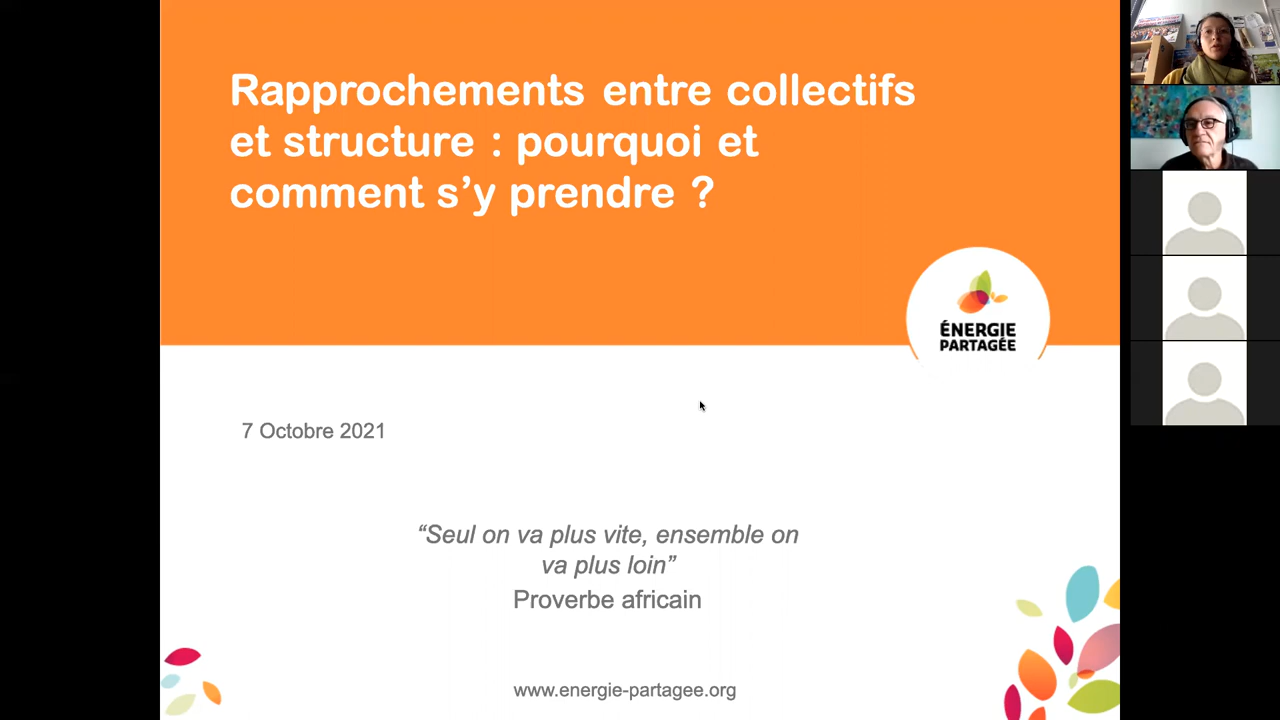 Rapprochements entre collectifs
et structure : pourquoi et
comment s’y prendre ?
ÉNERGIE
PARTAGÉE
7 Octobre 2021
“Seul on va plus vite, ensemble on
va plus loin”
Proverbe africain
www.energie-partagee.org